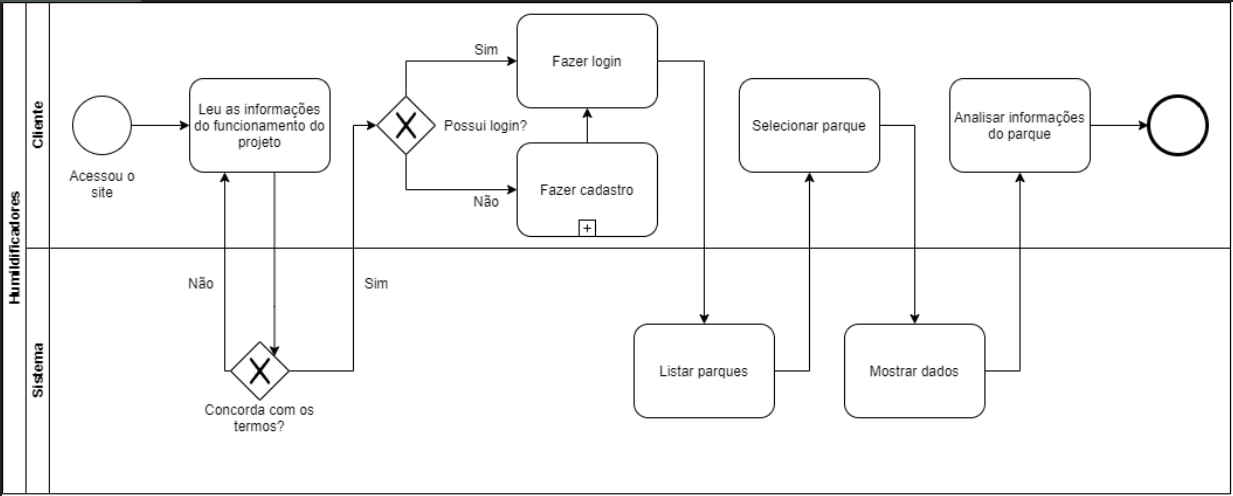 Humildificadores
Cliente
Acessou o
site
Leu as informações
do funcionamento do
projeto
Possui login?
Sim
Não
Fazer login
Fazer cadastro
+
Selecionar parque
Analisar informações
do parque
Sistema
Não
Sim
Concorda com os
termos?
Listar parques
Mostrar dados